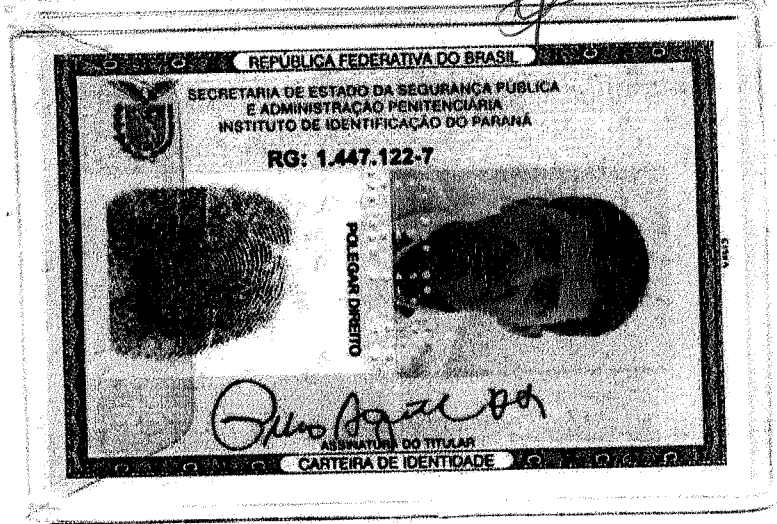 REPÚBLICA FEDERATIVA DO BRASIL
SECRETARIA DE ESTADO DA SEGURANÇA PÚBLICA
E ADMINISTRAÇÃO PENITENCIÁRIA
INSTITUTO DE IDENTIFICAÇÃO DO PARANÁ
RG: 1.447.122-7
POLEGAR DIREITO
ASSINATURA DO TITULAR
CARTEIRA DE IDENTIDADE